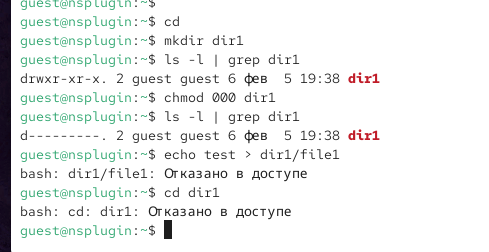 guest@nsplugin:~$
guest@nsplugin:~$ cd
guest@nsplugin:~$ mkdir dir1
guest@nsplugin:~$ ls -l | grep dir1
drwxr-xr-x. 2 guest guest 6 фев  5 19:38 dir1
guest@nsplugin:~$ chmod 000 dir1
guest@nsplugin:~$ ls -l | grep dir1
d---------. 2 guest guest 6 фев  5 19:38 dir1
guest@nsplugin:~$ echo test > dir1/file1
bash: dir1/file1: Отказано в доступе
guest@nsplugin:~$ cd dir1
bash: cd: dir1: Отказано в доступе
guest@nsplugin:~$